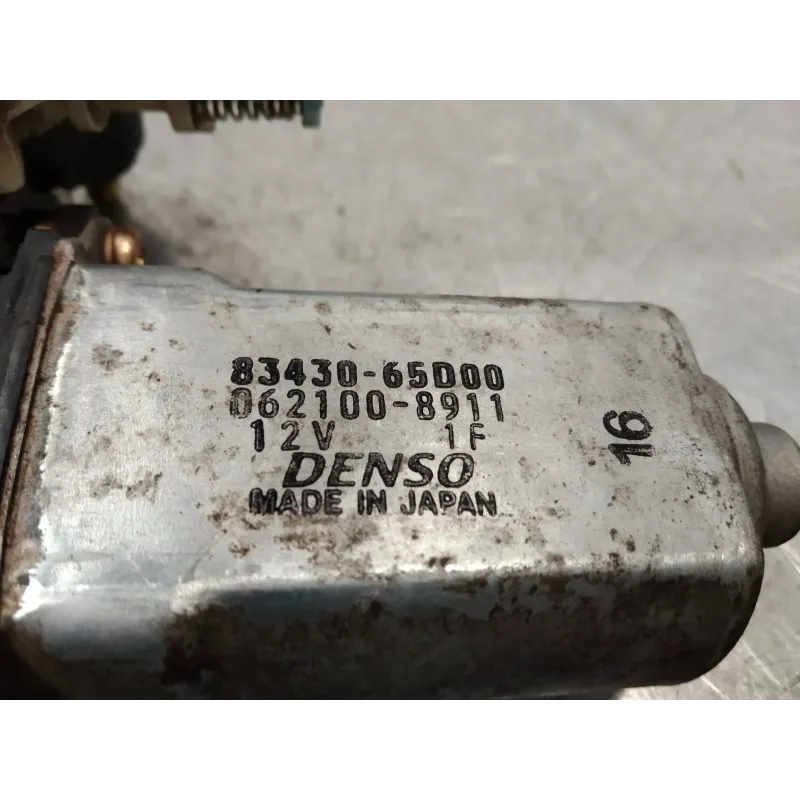 83430-65D00
062100-8911
12V 1F
DENSO
MADE IN JAPAN
16